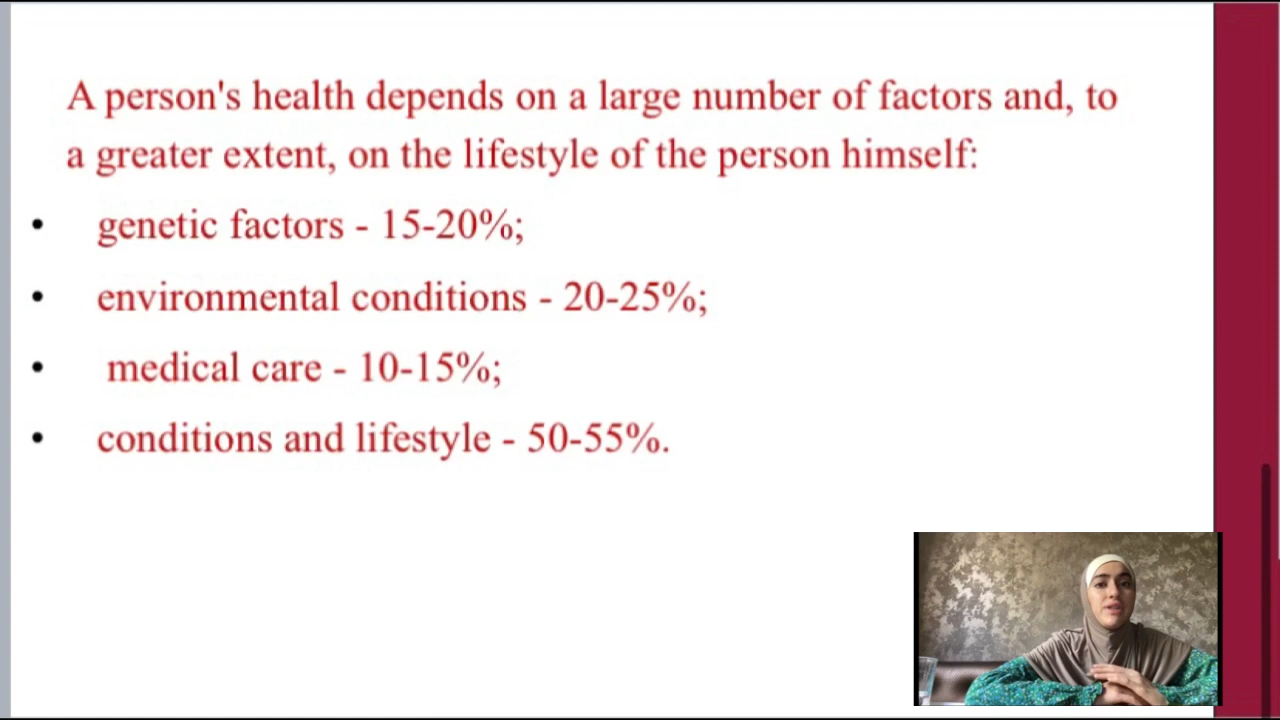 A person's health depends on a large number of factors and, to
a greater extent, on the lifestyle of the person himself:
• genetic factors - 15-20%;
• environmental conditions - 20-25%;
• medical care - 10-15%;
• conditions and lifestyle - 50-55%.